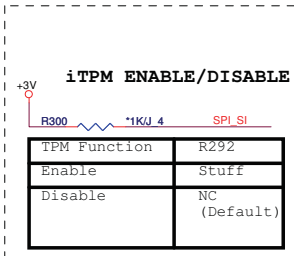 iTPM ENABLE/DISABLE
+3V
R300 *1K/J_4 SPI_SI
TPM Function R292
Enable Stuff
Disable NC
(Default)